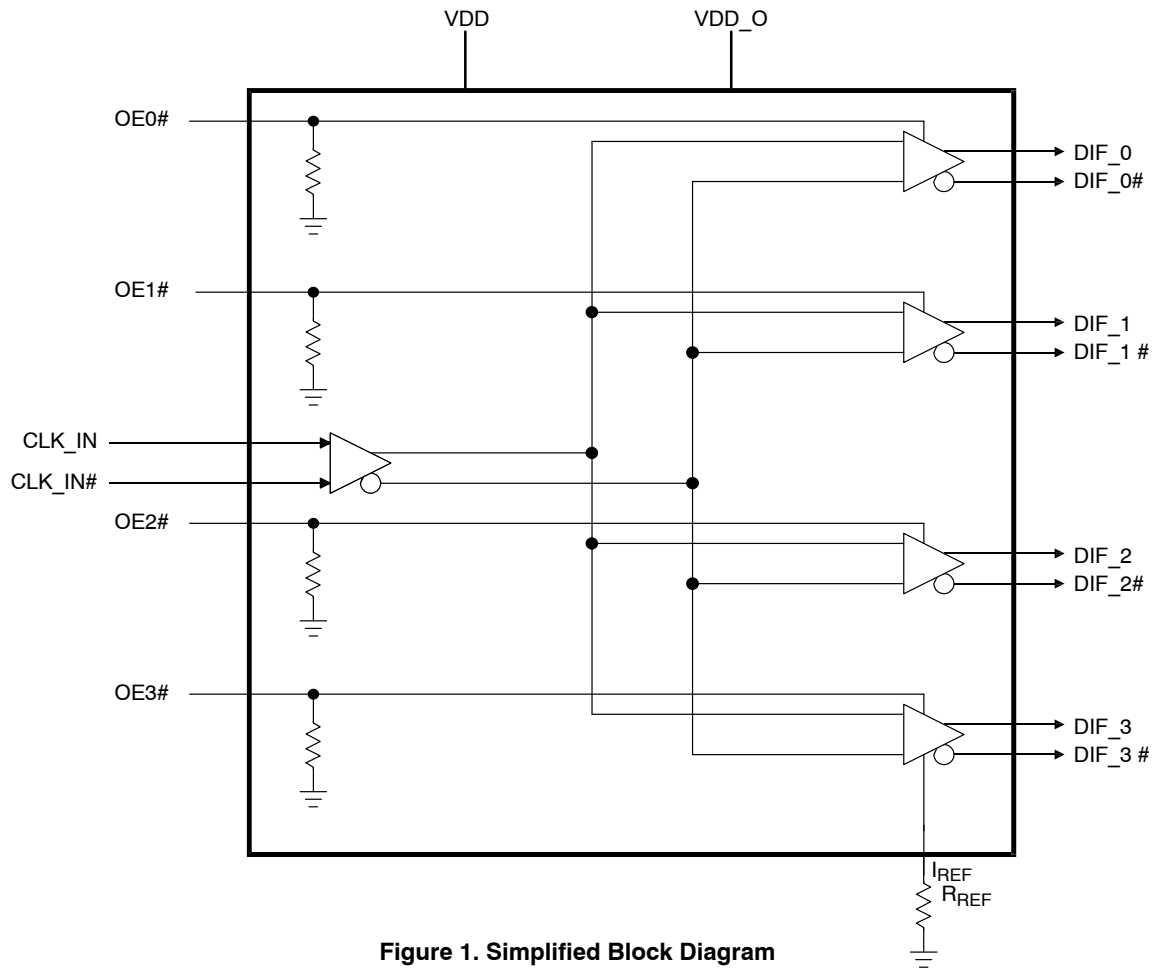 VDD
VDD_O
OE0#
DIF_0
DIF_0#
OE1#
DIF_1
DIF_1 #
CLK_IN
CLK_IN#
OE2#
DIF_2
DIF_2#
OE3#
DIF_3
DIF_3 #
IREF
RREF
Figure 1. Simplified Block Diagram